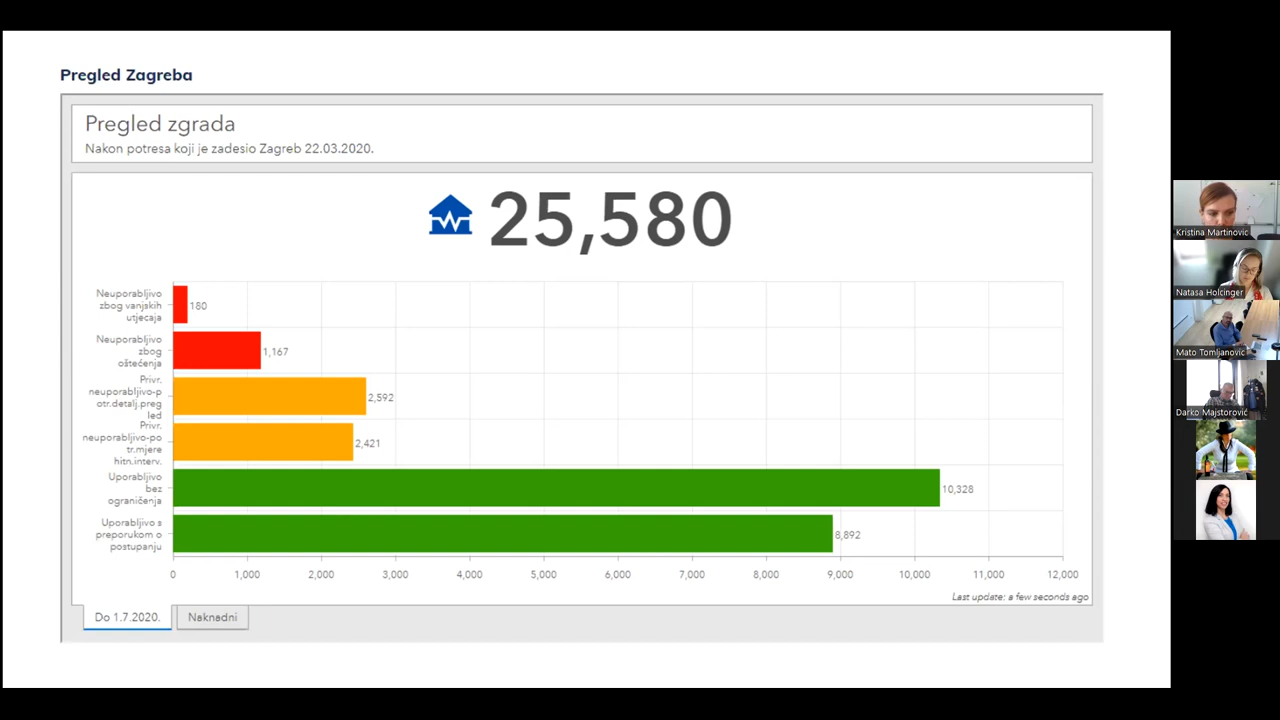 Pregled Zagreba
Pregled zgrada
Nakon potresa koji je zadesio Zagreb 22.03.2020.
25,580
Neuporabljivo
zbog vanjskih
utjecaja
180
Neuporabljivo
zbog
oštećenja
1,167
Privr.
neuporabljivo-p
otr.detalj.preg
led
2,592
Privr.
neuporabljivo-po
tr.mjere
hitn.interv.
2,421
Uporabljivo
bez
ograničenja
10,328
Uporabljivo s
preporukom o
postupanju
8,892
0 1,000 2,000 3,000 4,000 5,000 6,000 7,000 8,000 9,000 10,000 11,000 12,000
Last update: a few seconds ago
Do 1.7.2020. Naknadni
Kristina Martinović
Natasa Holcinger
Mato Tomljanović
Darko Majstorović